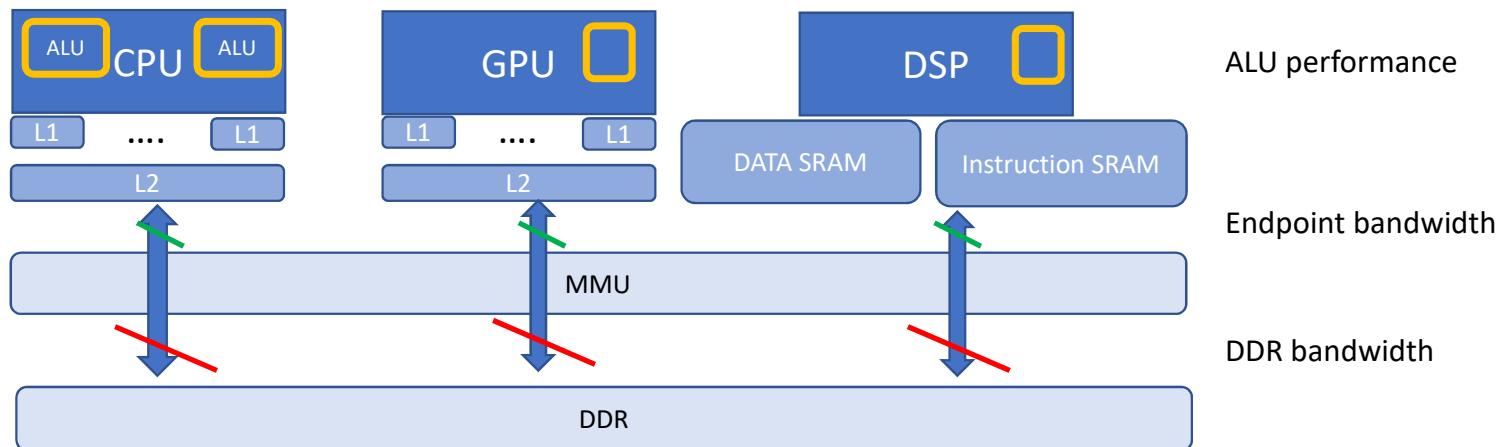 ALU
CPU
ALU
GPU
DSP
ALU performance
L1
....
L1
L1
....
L1
DATA SRAM
Instruction SRAM
L2
L2
Endpoint bandwidth
MMU
DDR bandwidth
DDR